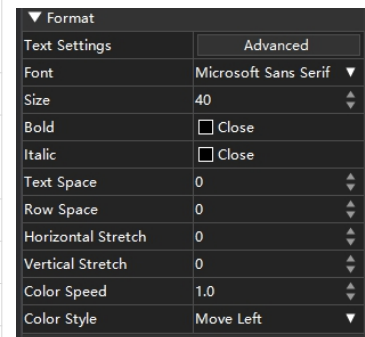 ▼ Format
Text Settings Advanced
Font Microsoft Sans Serif ▼
Size 40
Bold Close
Italic Close
Text Space 0
Row Space 0
Horizontal Stretch 0
Vertical Stretch 0
Color Speed 1.0
Color Style Move Left ▼